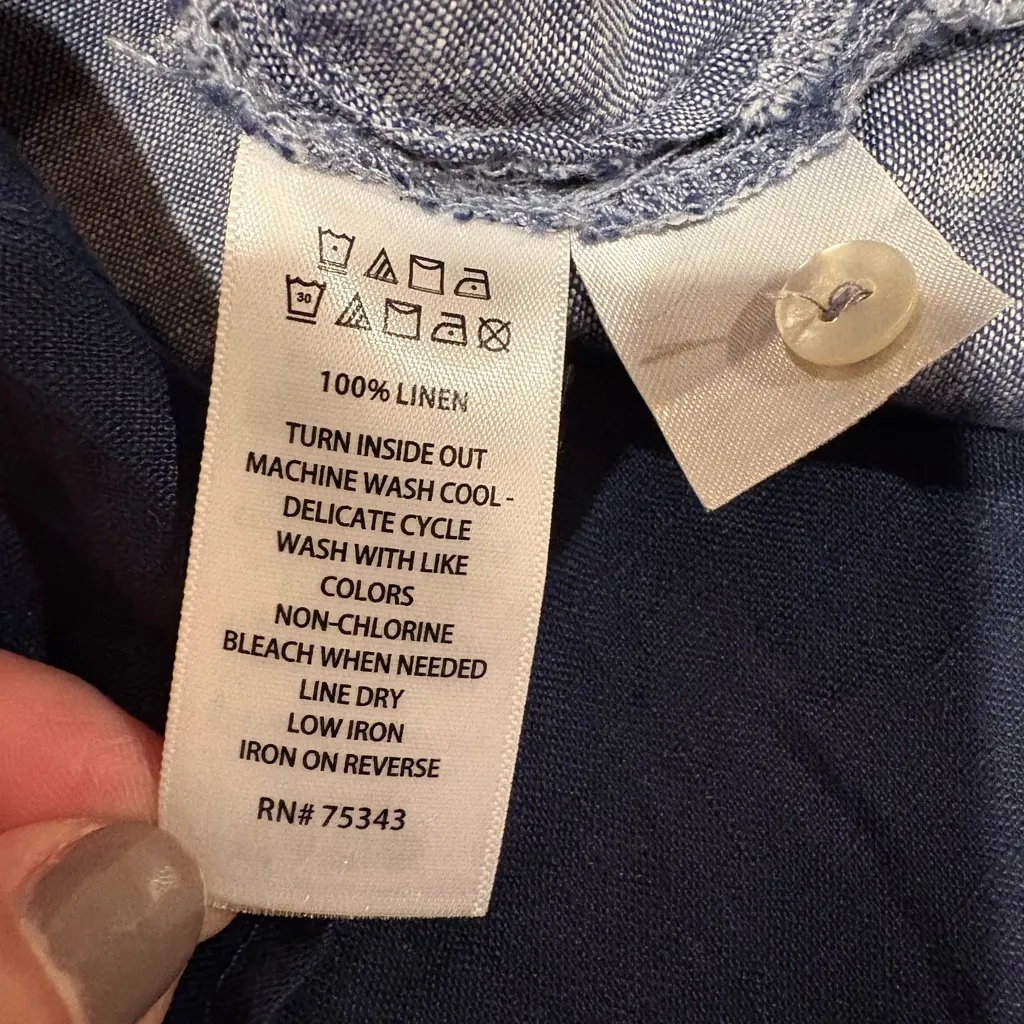 30
100% LINEN
TURN INSIDE OUT
MACHINE WASH COOL -
DELICATE CYCLE
WASH WITH LIKE
COLORS
NON-CHLORINE
BLEACH WHEN NEEDED
LINE DRY
LOW IRON
IRON ON REVERSE
RN# 75343